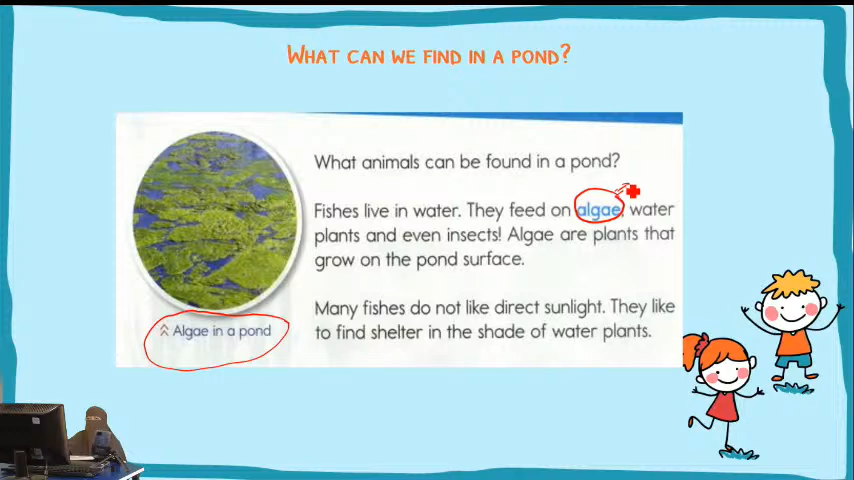 WHAT CAN WE FIND IN A POND?
What animals can be found in a pond?
Fishes live in water. They feed on algae, water
plants and even insects! Algae are plants that
grow on the pond surface.
Many fishes do not like direct sunlight. They like
to find shelter in the shade of water plants.
Algae in a pond